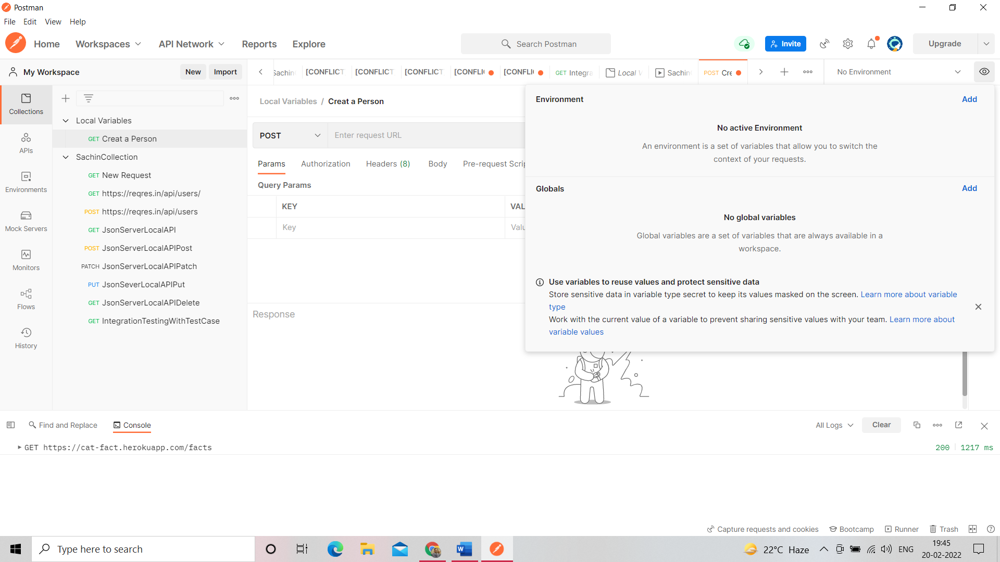 Postman
File Edit View Help
Home Workspaces API Network Reports Explore
Search Postman
Invite
Upgrade
My Workspace
New Import
Sachin [CONFLICT [CONFLICT [CONFLICT [CONFLI [CONFLI GET Integra Local V Sachin POST Cre
No Environment
Collections
APIs
Environments
Mock Servers
Monitors
Flows
History
Local Variables
GET Creat a Person
SachinCollection
GET New Request
GET https://reqres.in/api/users/
POST https://reqres.in/api/users
GET JsonServerLocalAPI
POST JsonServerLocalAPIPost
PATCH JsonServerLocalAPIPatch
PUT JsonSeverLocalAPIPut
GET JsonServerLocalAPIDelete
GET IntegrationTestingWithTestCase
Local Variables / Creat a Person
POST Enter request URL
Params Authorization Headers (8) Body Pre-request Scrip
Query Params
KEY VAL
Key Valu
Response
Environment Add
No active Environment
An environment is a set of variables that allow you to switch the
context of your requests.
Globals Add
No global variables
Global variables are a set of variables that are always available in a
workspace.
Use variables to reuse values and protect sensitive data
Store sensitive data in variable type secret to keep its values masked on the screen. Learn more about variable
type
Work with the current value of a variable to prevent sharing sensitive values with your team. Learn more about
variable values
Find and Replace Console
All Logs Clear
GET https://cat-fact.herokuapp.com/facts
200 1217 ms
Capture requests and cookies Bootcamp Runner Trash
Type here to search
22°C Haze
ENG
19:45
20-02-2022